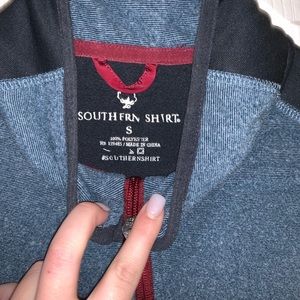 SOUTHERN SHIRT
S
100% POLYESTER
MADE IN CHINA
#SOUTHERNSHIRT